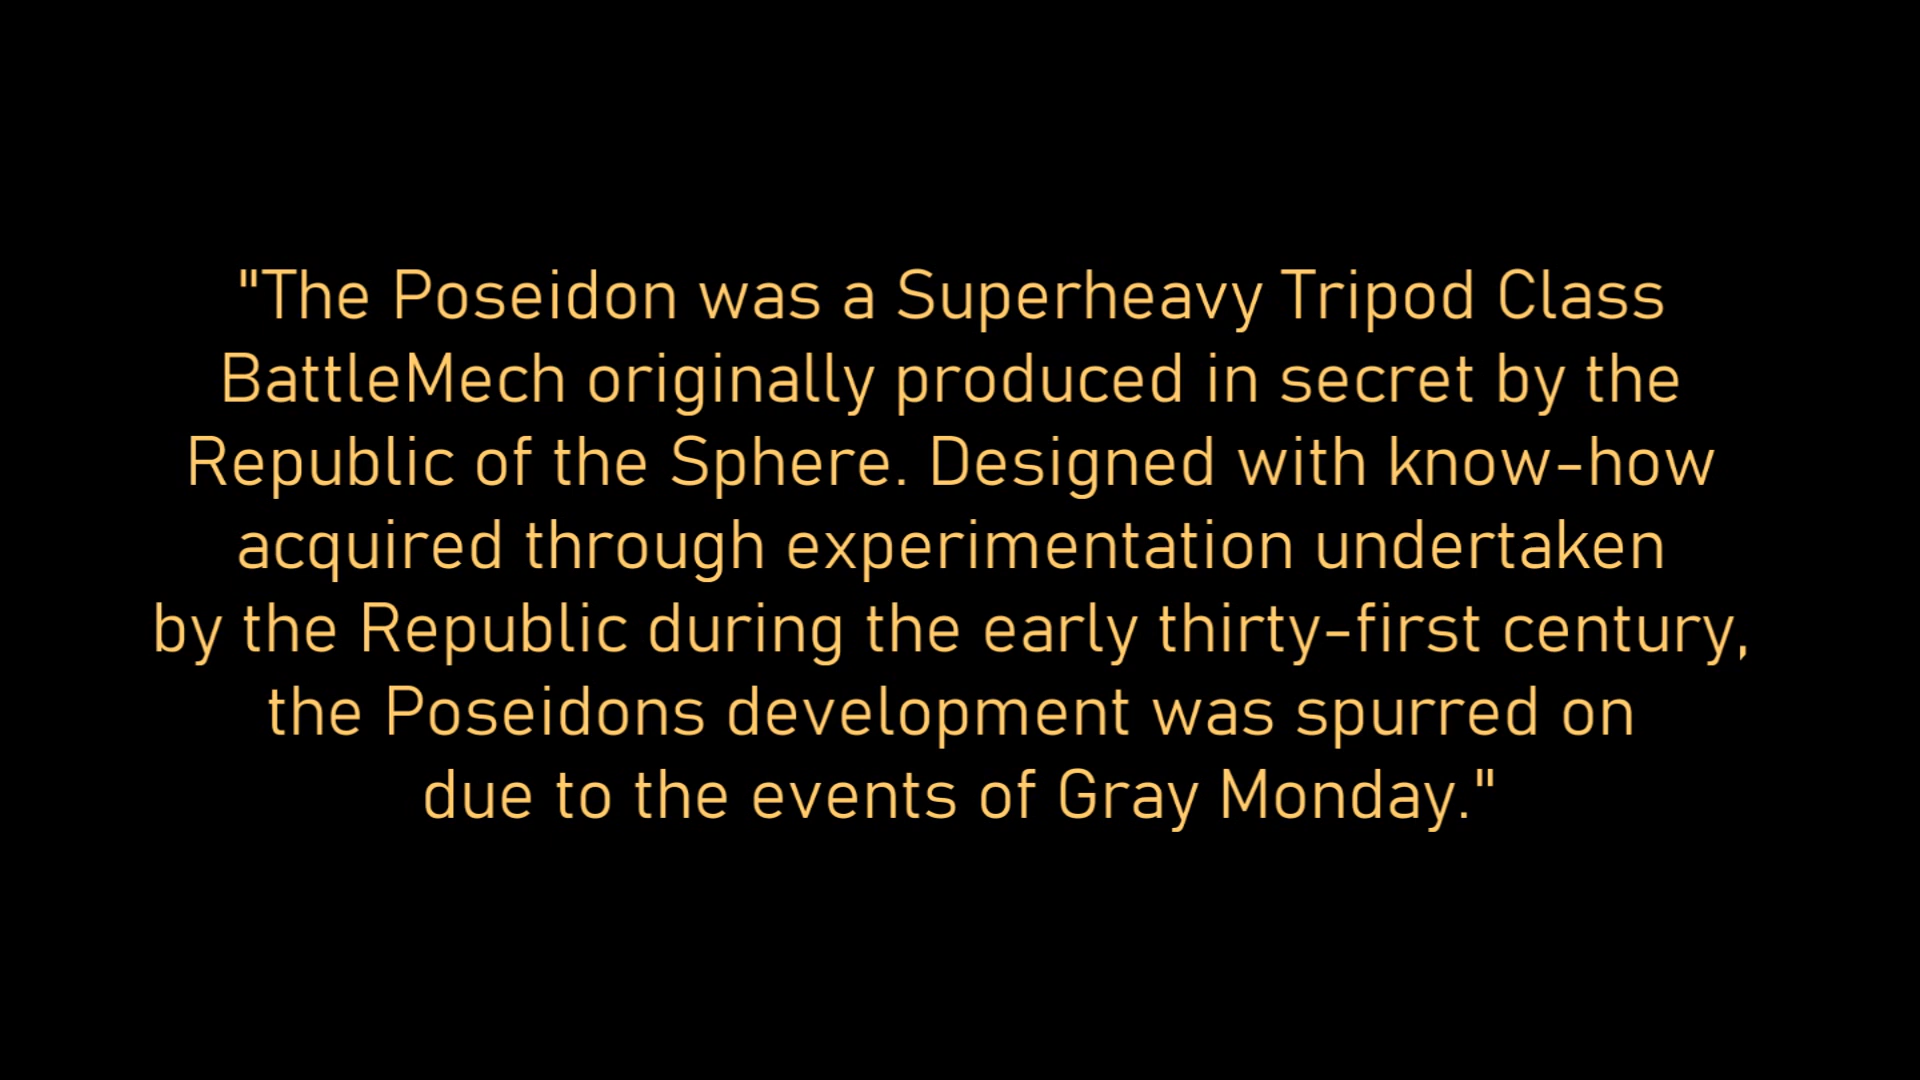 "The Poseidon was a Superheavy Tripod Class
BattleMech originally produced in secret by the
Republic of the Sphere. Designed with know-how
acquired through experimentation undertaken
by the Republic during the early thirty-first century,
the Poseidons development was spurred on
due to the events of Gray Monday."